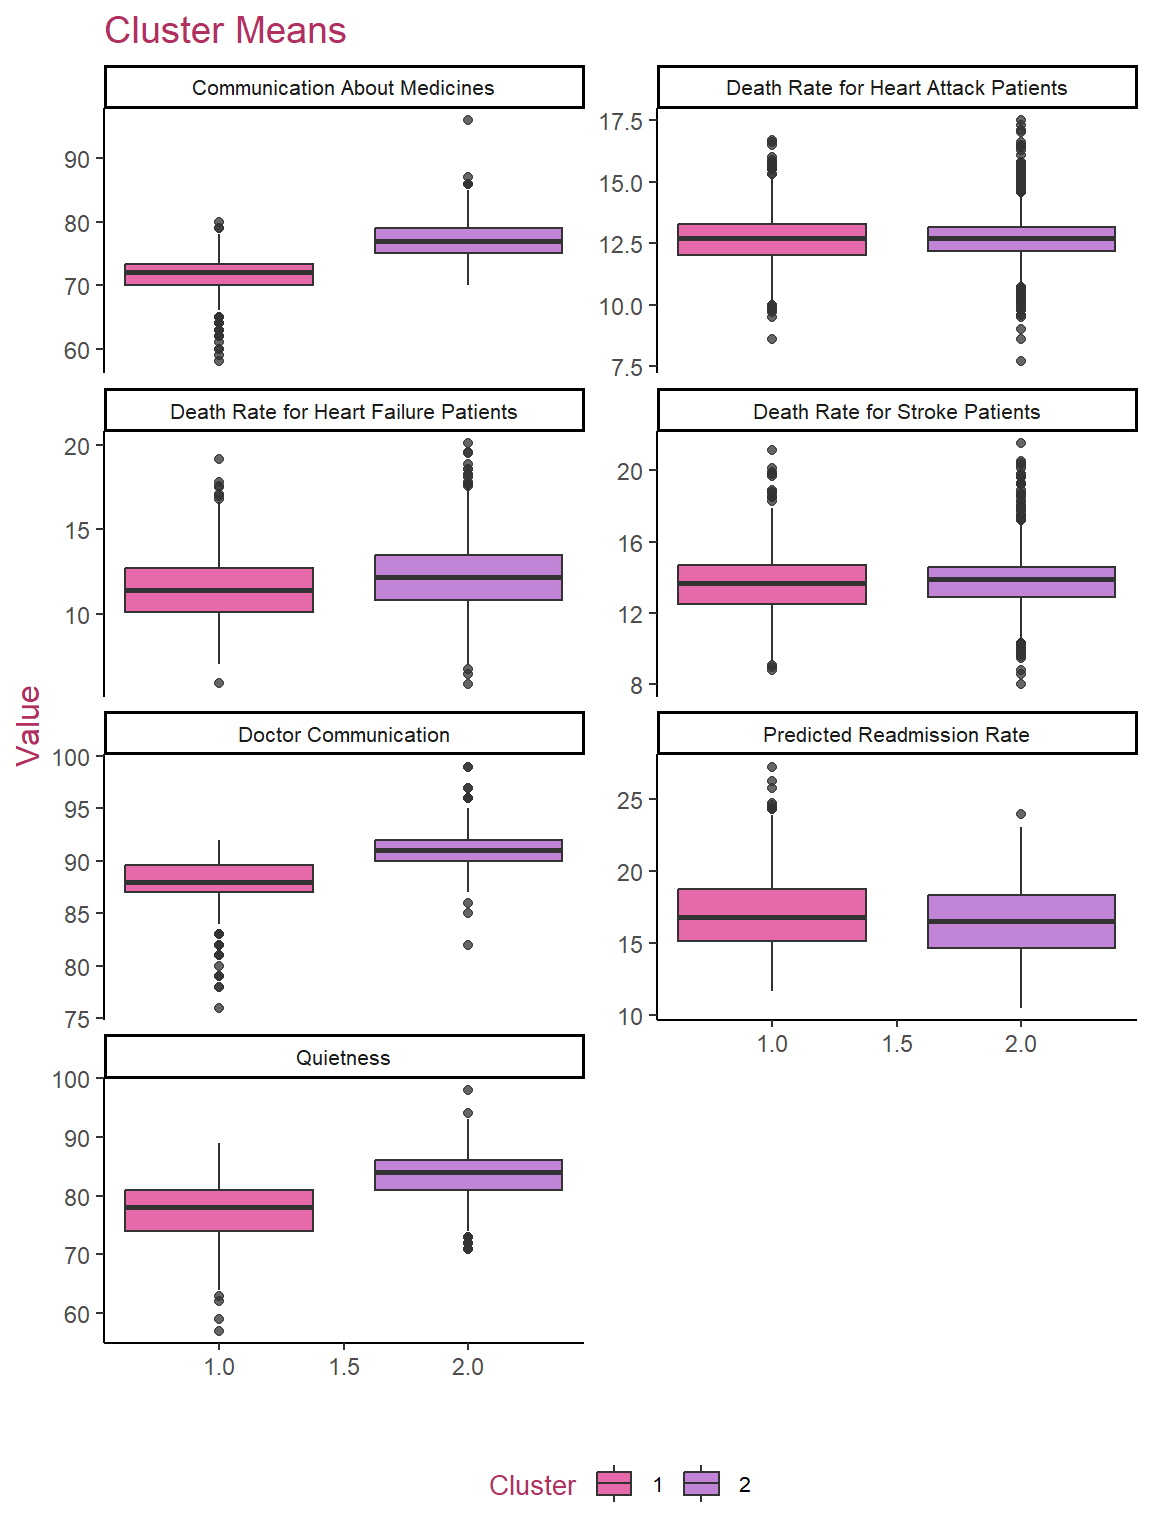 Cluster Means
Communication About Medicines
Death Rate for Heart Attack Patients
90
80
70
60
17.5
15.0
12.5
10.0
7.5
Death Rate for Heart Failure Patients
Death Rate for Stroke Patients
20
15
10
20
16
12
8
Value
Doctor Communication
Predicted Readmission Rate
100
95
90
85
80
75
25
20
15
10
1.0 1.5 2.0
Quietness
100
90
80
70
60
1.0 1.5 2.0
Cluster 1 2